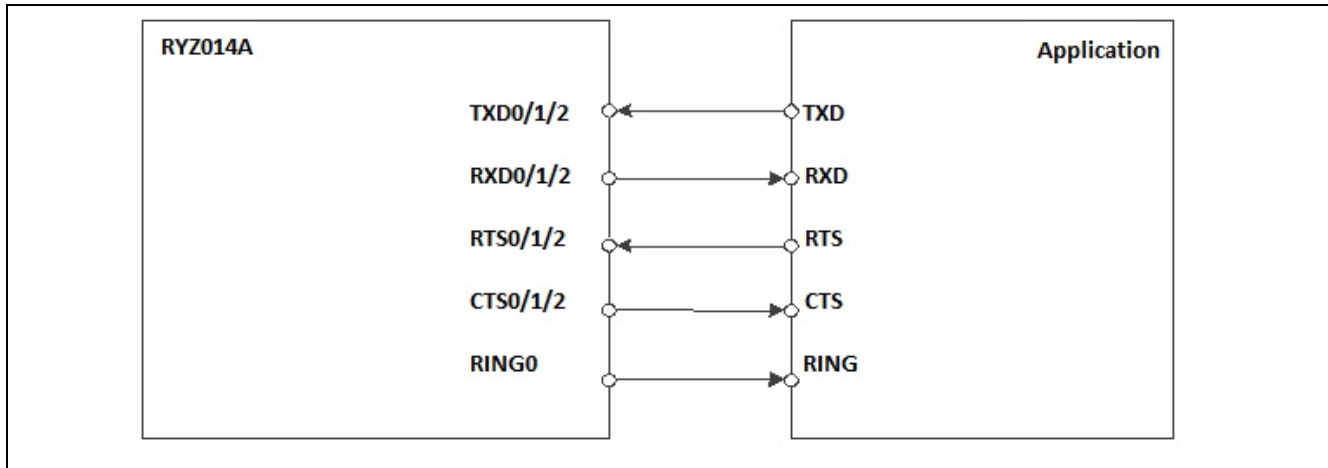 RYZ014A
Application
TXD0/1/2
TXD
RXD0/1/2
RXD
RTS0/1/2
RTS
CTS0/1/2
CTS
RING0
RING